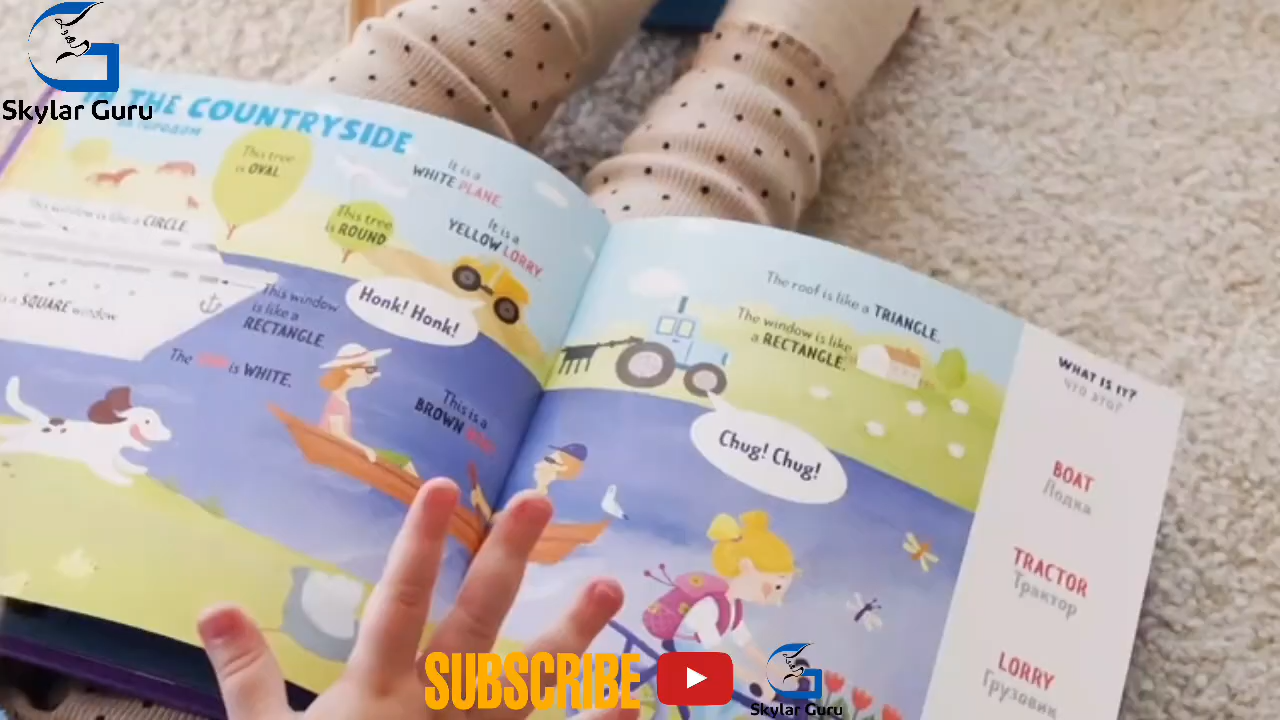 Skylar Guru
IN THE COUNTRYSIDE
This tree
is OVAL.
It is a
WHITE PLANE.
This tree
is ROUND
It is a
YELLOW LORRY.
This window is like a CIRCLE.
is a SQUARE window
This window
is like a
RECTANGLE.
Honk! Honk!
The
is WHITE.
This is a
BROWN
The roof is like a TRIANGLE.
The window is like
a RECTANGLE.
Chug! Chug!
WHAT IS IT?
Что это?
BOAT
Лодка
TRACTOR
Трактор
LORRY
Грузовик
SUBSCRIBE
Skylar Guru